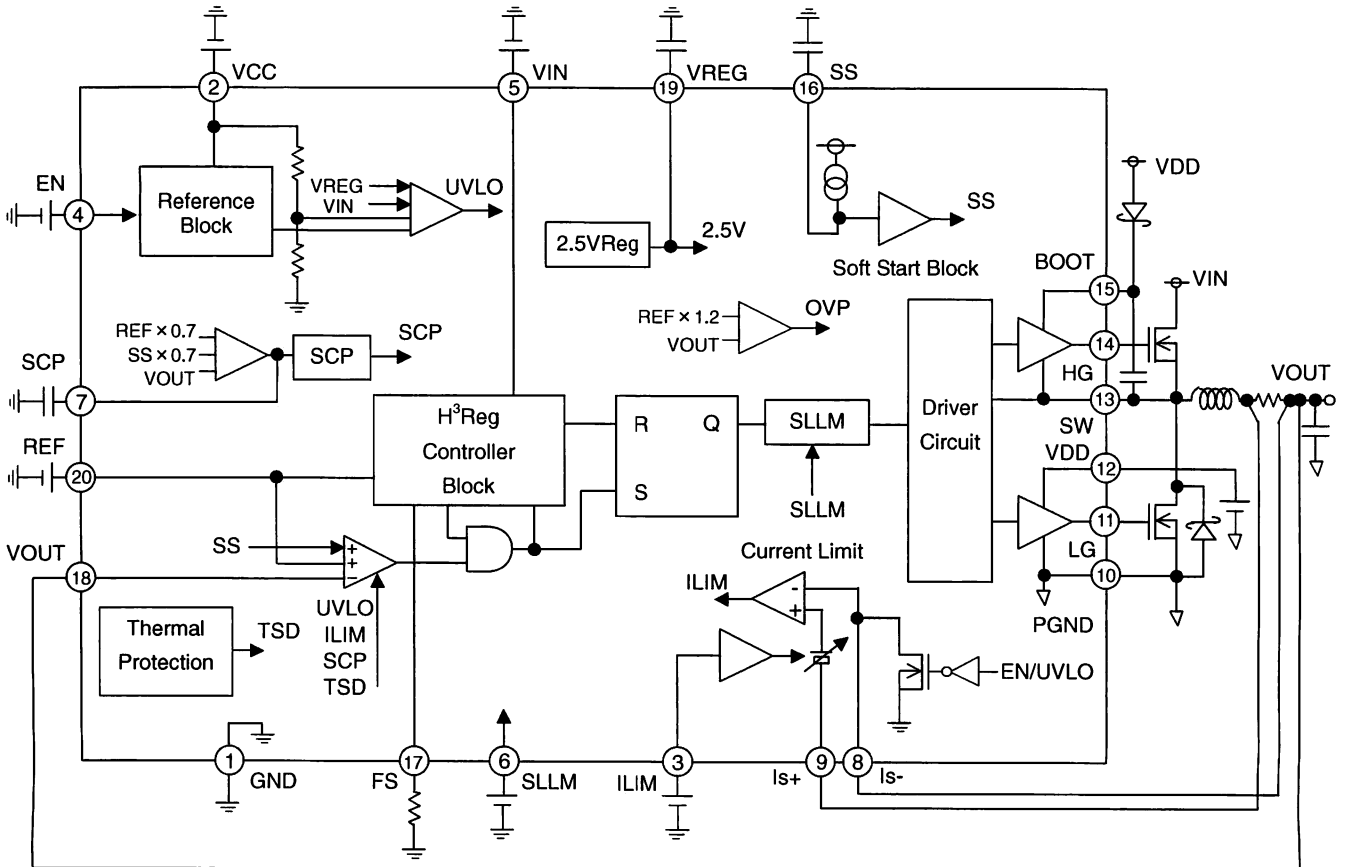 VCC
2
VIN
5
VREG
19
SS
16
EN
4
Reference
Block
VREG
VIN
UVLO
2.5VReg
2.5V
SS
Soft Start Block
VDD
BOOT
15
VIN
REF × 0.7
SS × 0.7
VOUT
SCP
SCP
REF × 1.2
VOUT
OVP
14
HG
SCP
7
H³Reg
Controller
Block
R
Q
S
SLLM
SLLM
Driver
Circuit
13
SW
VOUT
REF
20
VDD
12
11
LG
10
PGND
VOUT
18
SS
+
+
-
UVLO
ILIM
SCP
TSD
Thermal
Protection
TSD
Current Limit
ILIM
-
+
EN/UVLO
1
GND
17
FS
6
SLLM
3
ILIM
9
Is+
8
Is-